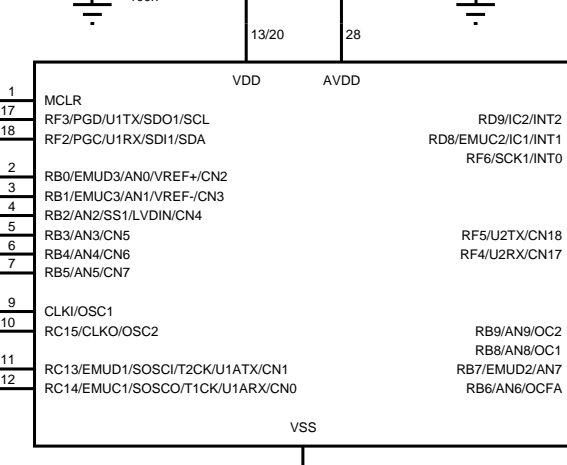 13/20
28
VDD
AVDD
1
MCLR
17
RF3/PGD/U1TX/SDO1/SCL
RD9/IC2/INT2
18
RF2/PGC/U1RX/SDI1/SDA
RD8/EMUC2/IC1/INT1
RF6/SCK1/INT0
2
RB0/EMUD3/AN0/VREF+/CN2
3
RB1/EMUC3/AN1/VREF-/CN3
4
RB2/AN2/SS1/LVDIN/CN4
5
RB3/AN3/CN5
RF5/U2TX/CN18
6
RB4/AN4/CN6
RF4/U2RX/CN17
7
RB5/AN5/CN7
9
CLKI/OSC1
10
RC15/CLKO/OSC2
RB9/AN9/OC2
RB8/AN8/OC1
11
RC13/EMUD1/SOSCI/T2CK/U1ATX/CN1
RB7/EMUD2/AN7
12
RC14/EMUC1/SOSCO/T1CK/U1ARX/CN0
RB6/AN6/OCFA
VSS